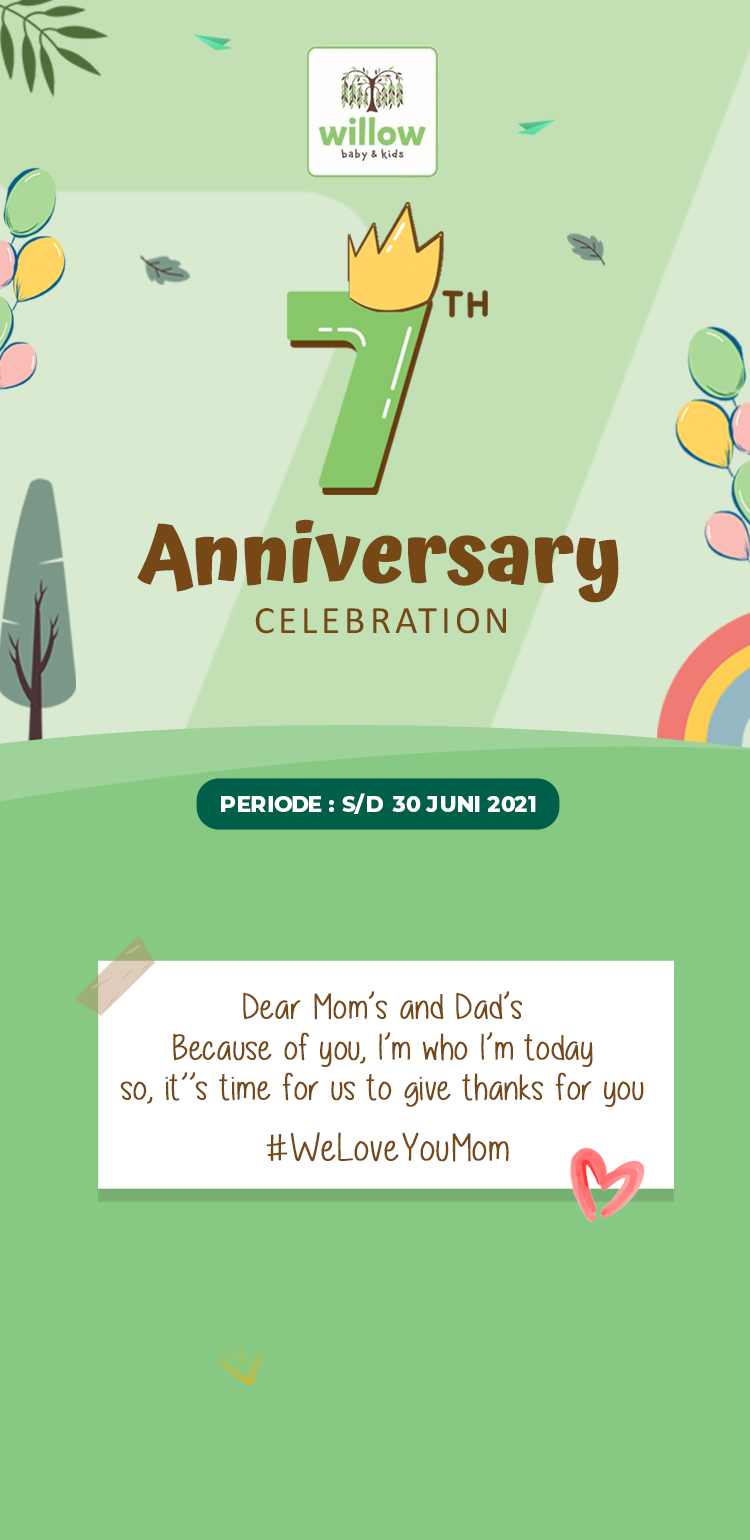 willow
baby & kids
7TH
Anniversary
CELEBRATION
PERIODE : S/D 30 JUNI 2021
Dear Mom's and Dad's
Because of you, I'm who I'm today
so, it''s time for us to give thanks for you
#WeLoveYouMom